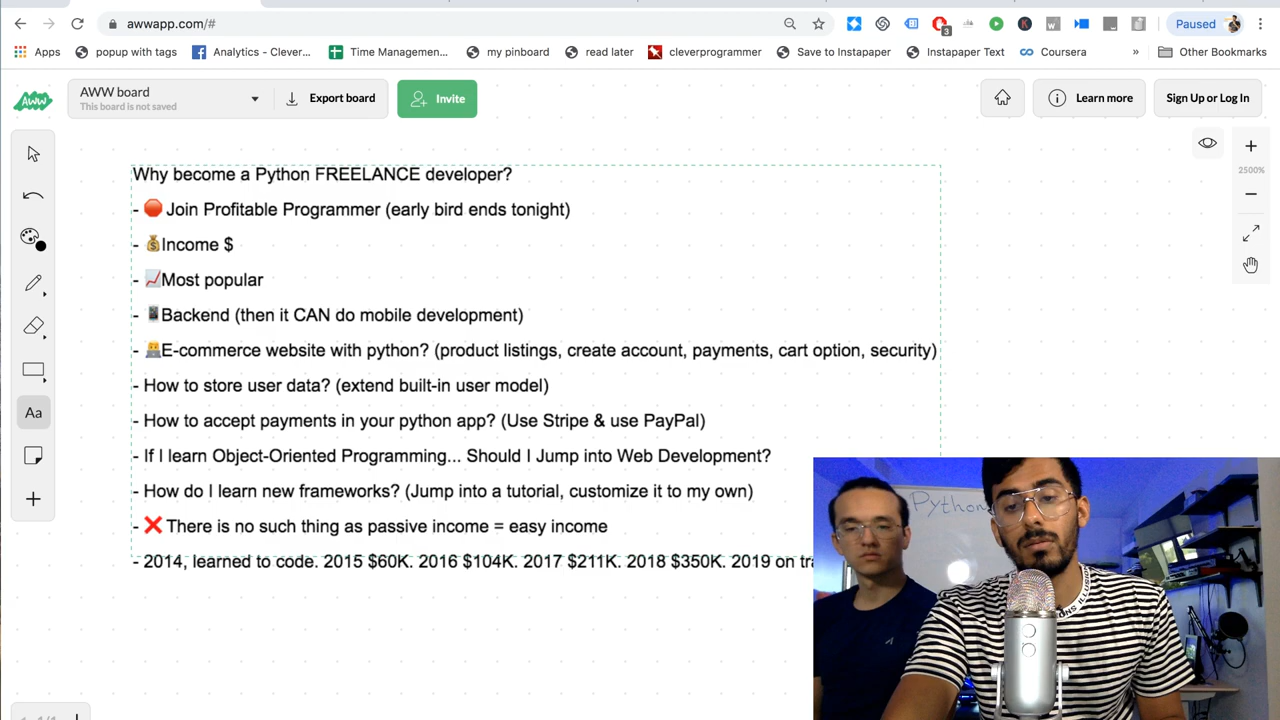 awwapp.com/#
3
Paused
Apps
popup with tags
Analytics - Clever...
Time Managemen...
my pinboard
read later
cleverprogrammer
Save to Instapaper
Instapaper Text
Coursera
»
Other Bookmarks
AWW
AWW board
This board is not saved
Export board
Invite
Learn more
Sign Up or Log In
2500%
Aa
Why become a Python FREELANCE developer?
- 🛑 Join Profitable Programmer (early bird ends tonight)
- 💰Income $
- 📈Most popular
- 📱Backend (then it CAN do mobile development)
- 👨‍💻E-commerce website with python? (product listings, create account, payments, cart option, security)
- How to store user data? (extend built-in user model)
- How to accept payments in your python app? (Use Stripe & use PayPal)
- If I learn Object-Oriented Programming... Should I Jump into Web Development?
- How do I learn new frameworks? (Jump into a tutorial, customize it to my own)
- ❌ There is no such thing as passive income = easy income
- 2014, learned to code. 2015 $60K. 2016 $104K. 2017 $211K. 2018 $350K. 2019 on
Python